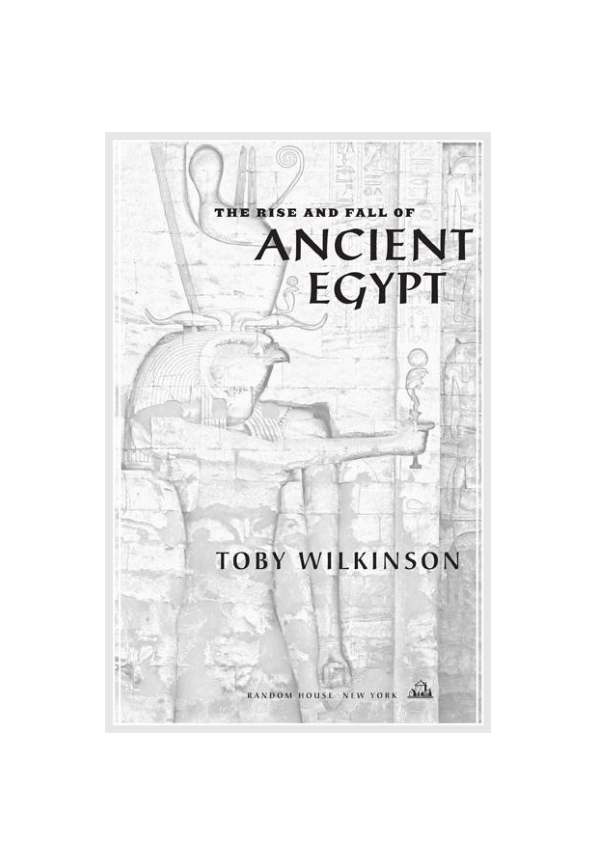 THE RISE AND FALL OF
ANCIENT
EGYPT
TOBY WILKINSON
RANDOM HOUSE NEW YORK